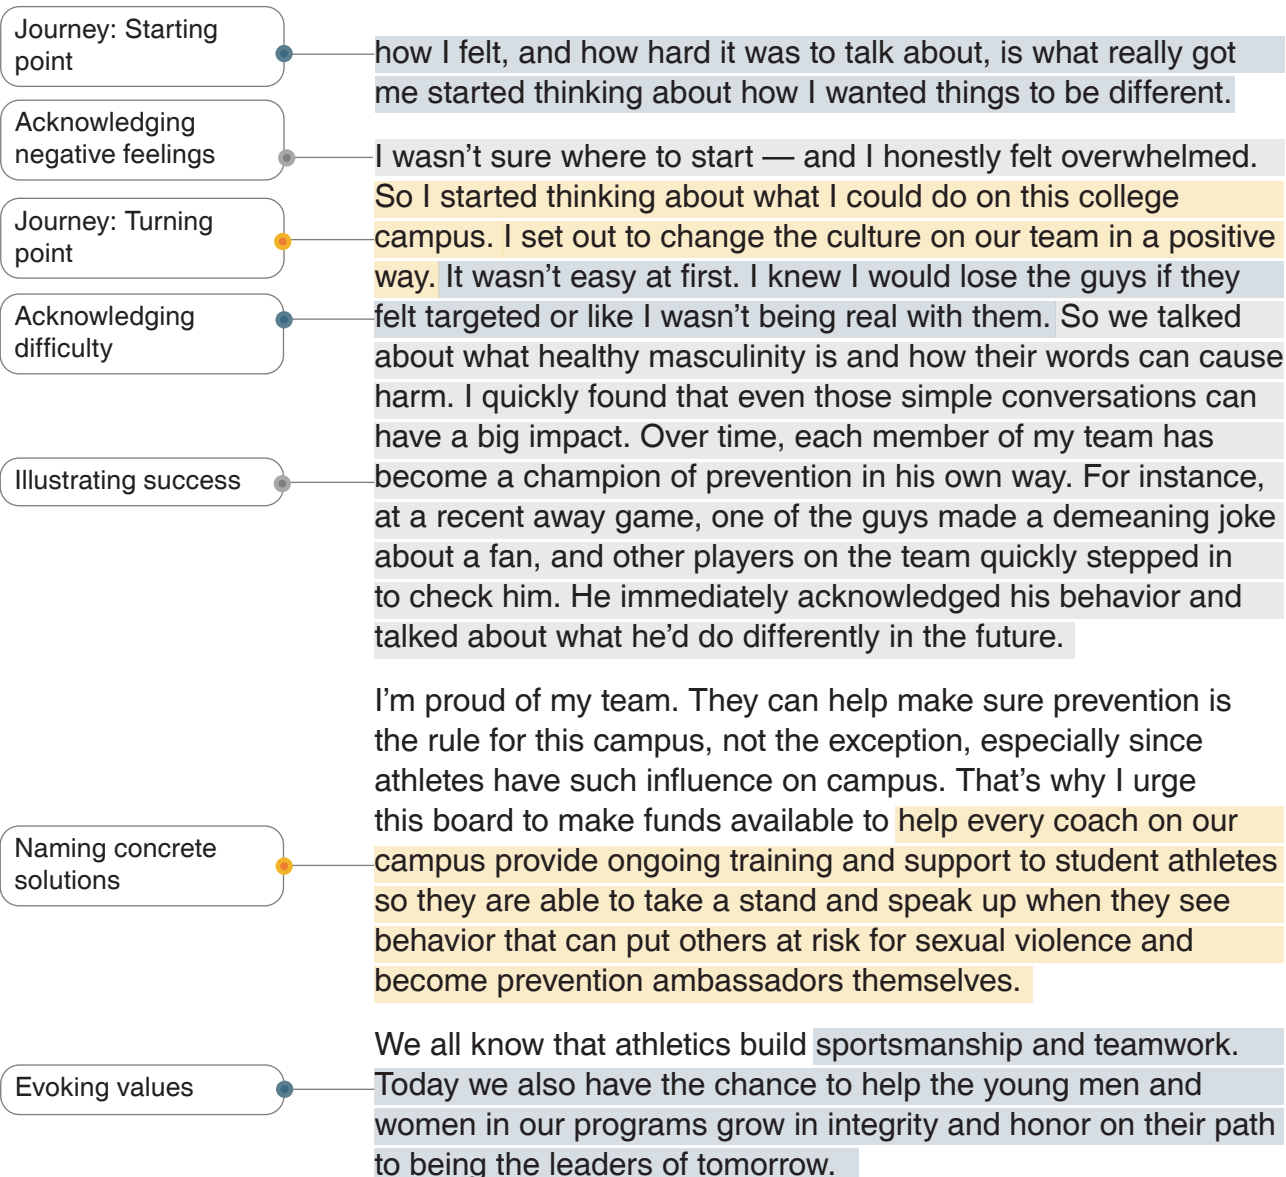 Journey: Starting
point
how I felt, and how hard it was to talk about, is what really got
me started thinking about how I wanted things to be different.
Acknowledging
negative feelings
I wasn’t sure where to start — and I honestly felt overwhelmed.
So I started thinking about what I could do on this college
Journey: Turning
point
campus. I set out to change the culture on our team in a positive
way. It wasn’t easy at first. I knew I would lose the guys if they
Acknowledging
difficulty
felt targeted or like I wasn’t being real with them. So we talked
about what healthy masculinity is and how their words can cause
harm. I quickly found that even those simple conversations can
have a big impact. Over time, each member of my team has
Illustrating success
become a champion of prevention in his own way. For instance,
at a recent away game, one of the guys made a demeaning joke
about a fan, and other players on the team quickly stepped in
to check him. He immediately acknowledged his behavior and
talked about what he’d do differently in the future.
I’m proud of my team. They can help make sure prevention is
the rule for this campus, not the exception, especially since
athletes have such influence on campus. That’s why I urge
this board to make funds available to help every coach on our
Naming concrete
solutions
campus provide ongoing training and support to student athletes
so they are able to take a stand and speak up when they see
behavior that can put others at risk for sexual violence and
become prevention ambassadors themselves.
We all know that athletics build sportsmanship and teamwork.
Evoking values
Today we also have the chance to help the young men and
women in our programs grow in integrity and honor on their path
to being the leaders of tomorrow.